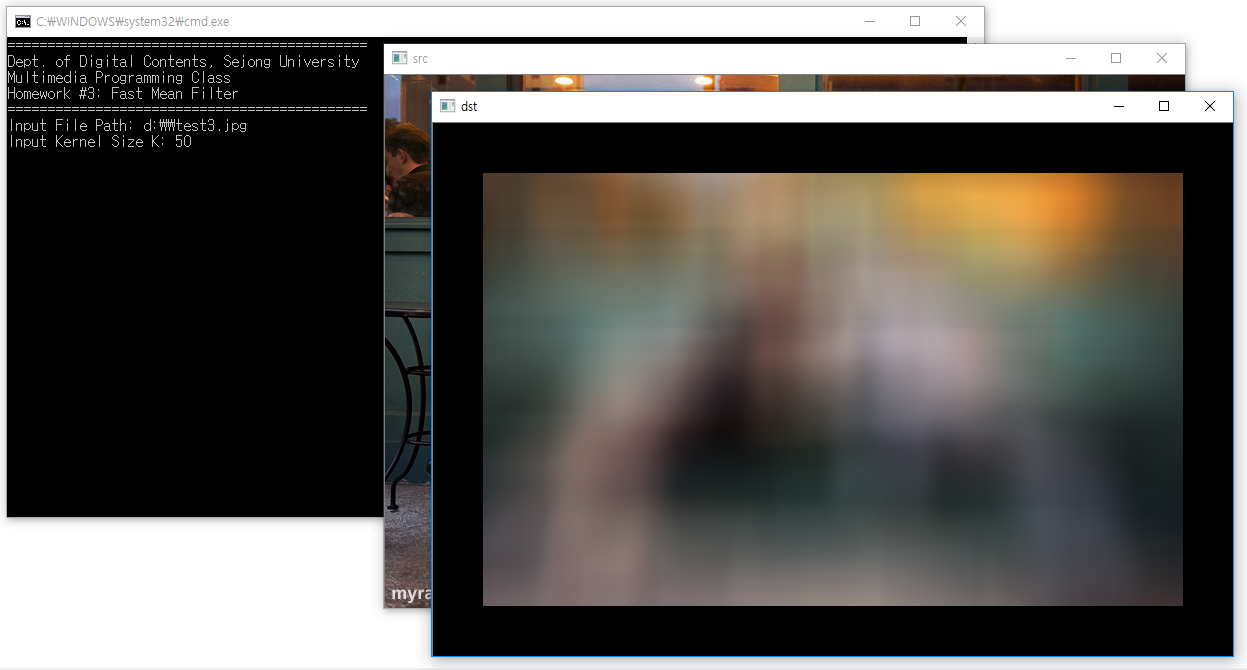 C:₩WINDOWS₩system32₩cmd.exe
=============================================
Dept. of Digital Contents, Sejong University
Multimedia Programming Class
Homework #3: Fast Mean Filter
=============================================
Input File Path: d:₩₩test3.jpg
Input Kernel Size K: 50
src
dst
myra